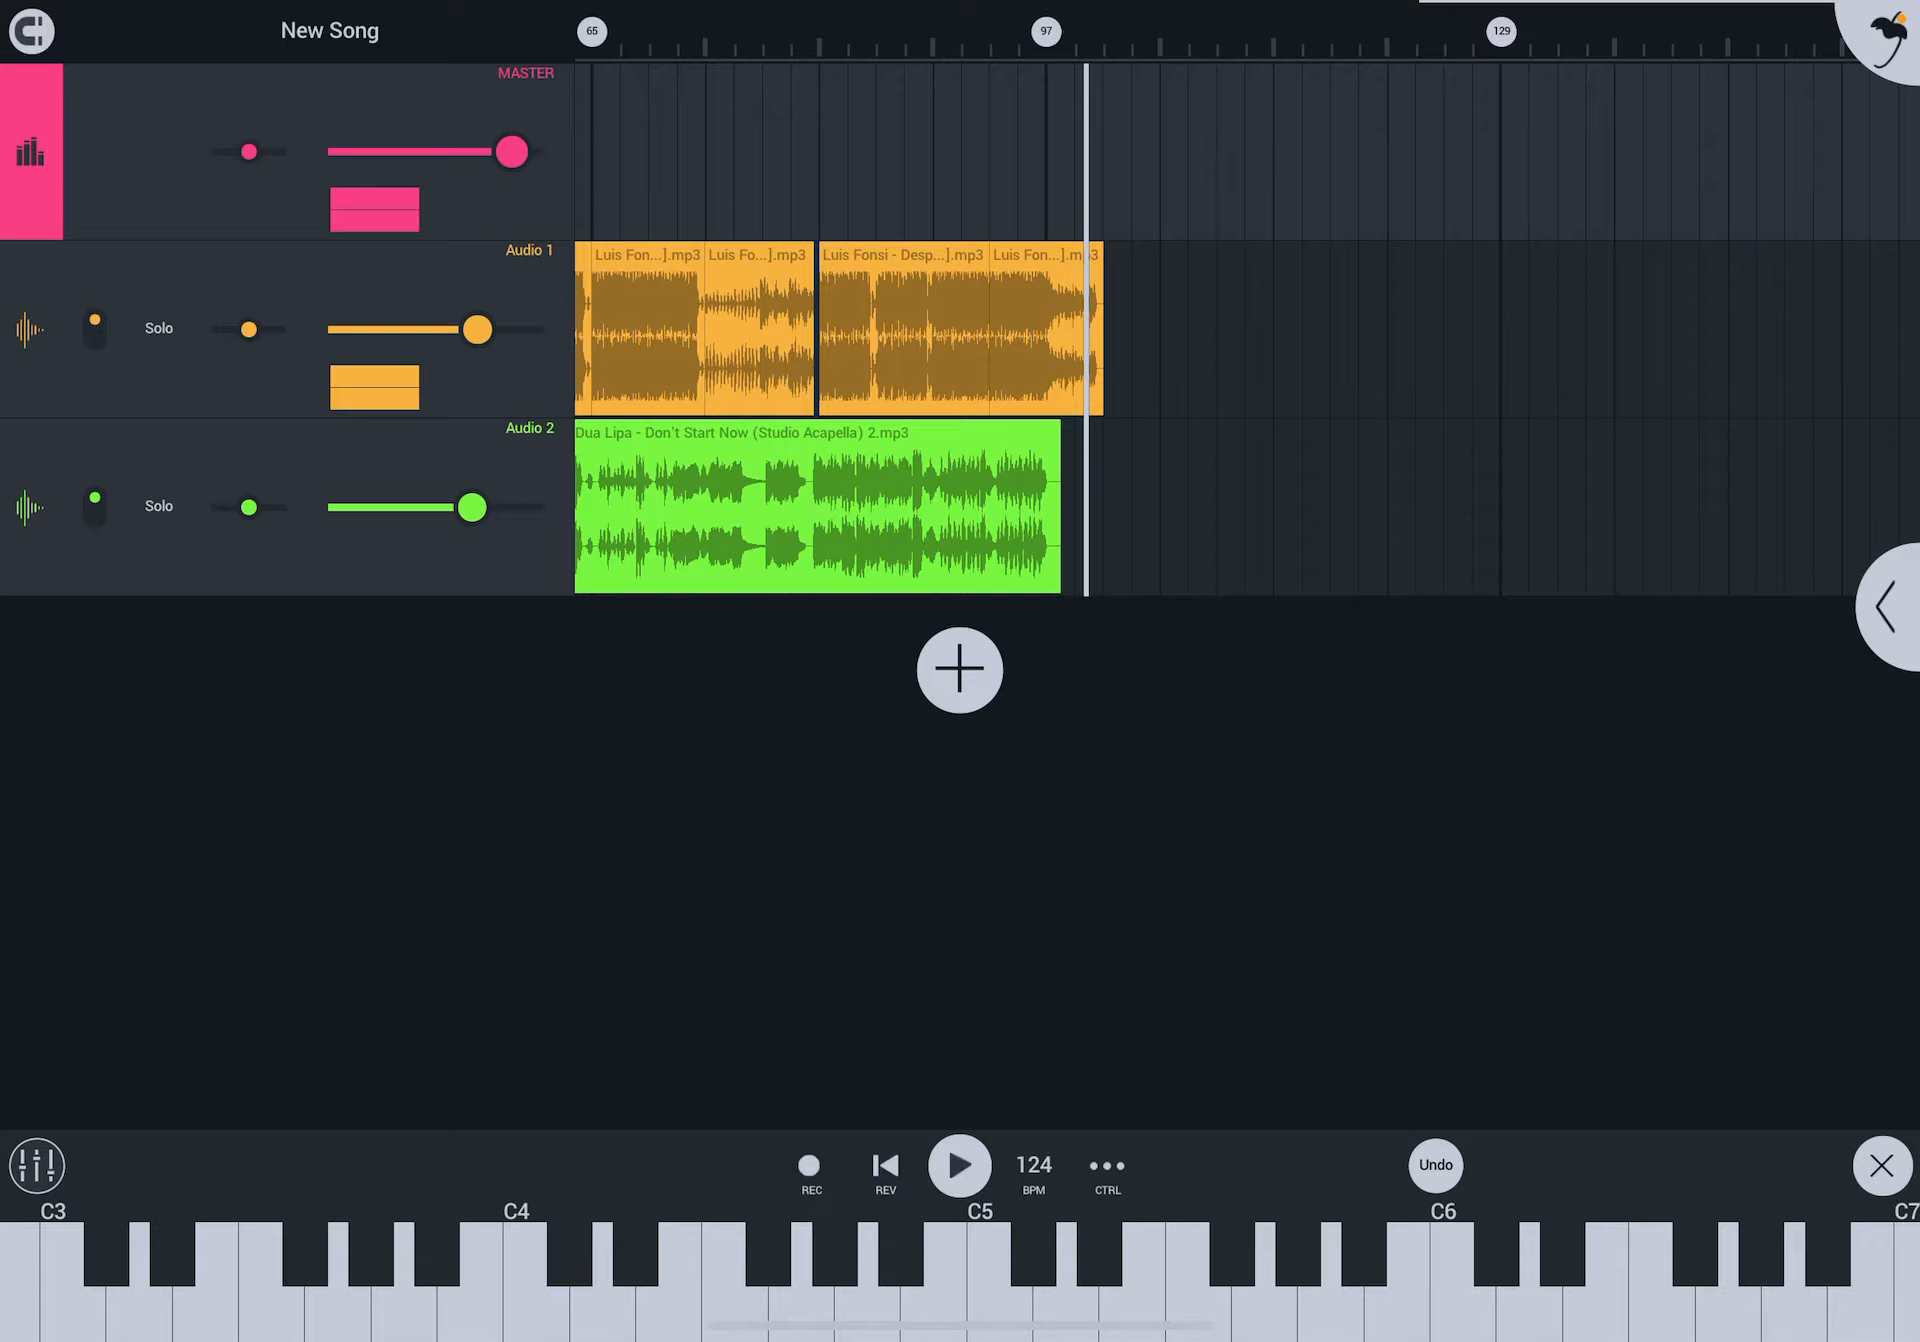 New Song
65
97
129
MASTER
Audio 1
Luis Fon...].mp3
Luis Fo...].mp3
Luis Fonsi - Desp...].mp3
Luis Fon...].mp3
Solo
Audio 2
Dua Lipa - Don't Start Now (Studio Acapella) 2.mp3
Solo
REC
REV
124
BPM
CTRL
Undo
C3
C4
C5
C6
C7